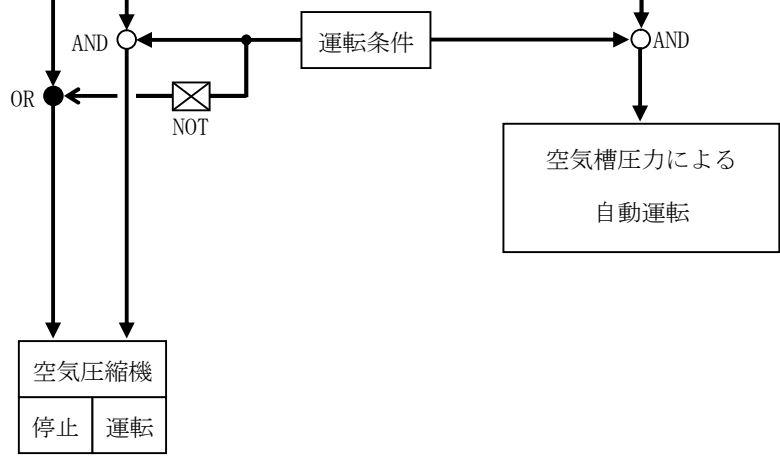 AND
運転条件
AND
OR
NOT
空気槽圧力による
自動運転
空気圧縮機
停止
運転